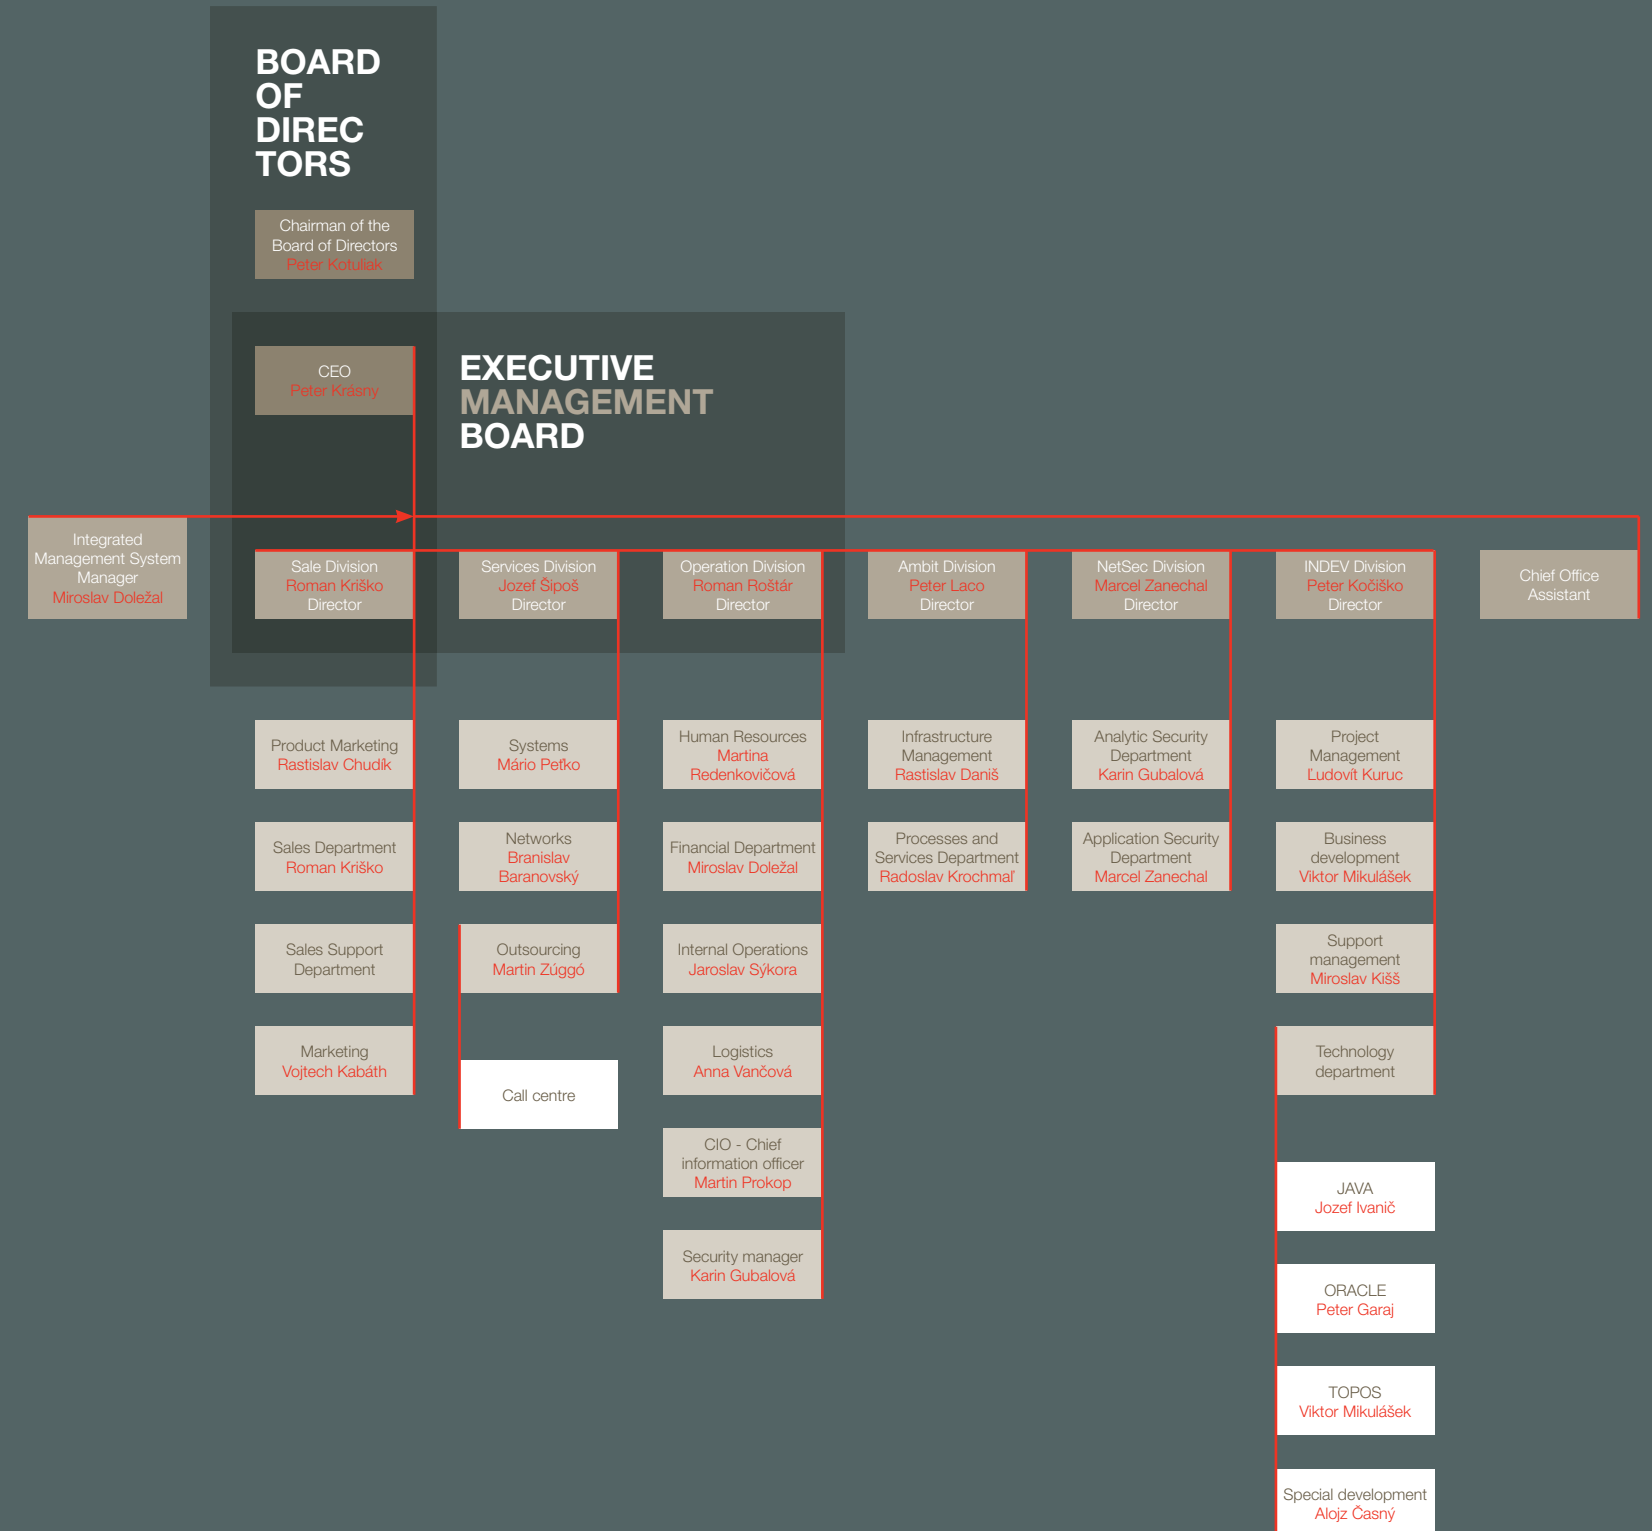 BOARD
OF
DIREC
TORS
Chairman of the
Board of Directors
Peter Kotuliak
CEO
Peter Krásny
EXECUTIVE
MANAGEMENT
BOARD
Integrated
Management System
Manager
Miroslav Doležal
Sale Division
Roman Kriško
Director
Services Division
Jozef Šipoš
Director
Operation Division
Roman Roštár
Director
Ambit Division
Peter Laco
Director
NetSec Division
Marcel Zanechal
Director
INDEV Division
Peter Kočiško
Director
Chief Office
Assistant
Product Marketing
Rastislav Chudík
Systems
Mário Peťko
Human Resources
Martina
Redenkovičová
Infrastructure
Management
Rastislav Daniš
Analytic Security
Department
Karin Gubalová
Project
Management
Ľudovít Kuruc
Sales Department
Roman Kriško
Networks
Branislav
Baranovský
Financial Department
Miroslav Doležal
Processes and
Services Department
Radoslav Krochmaľ
Application Security
Department
Marcel Zanechal
Business
development
Viktor Mikulášek
Sales Support
Department
Outsourcing
Martin Zúggó
Internal Operations
Jaroslav Sýkora
Support
management
Miroslav Kišš
Marketing
Vojtech Kabáth
Call centre
Logistics
Anna Vančová
Technology
department
CIO - Chief
information officer
Martin Prokop
JAVA
Jozef Ivanič
Security manager
Karin Gubalová
ORACLE
Peter Garaj
TOPOS
Viktor Mikulášek
Special development
Alojz Časný